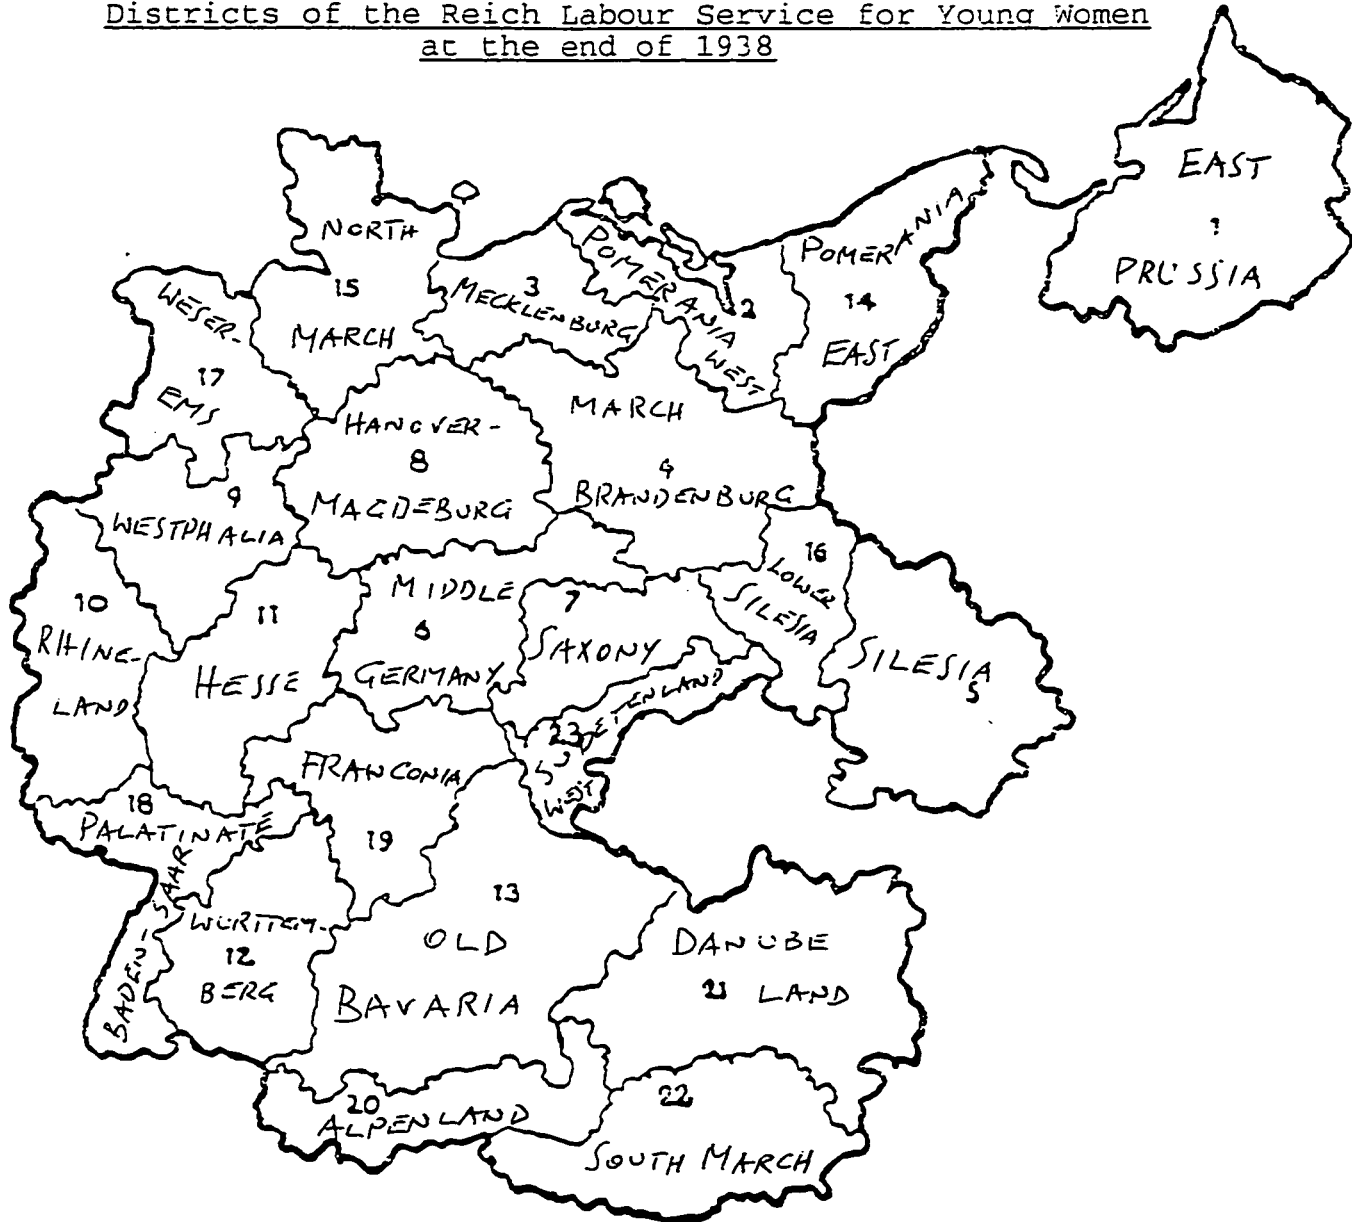 Districts of the Reich Labour Service for Young Women
at the end of 1938
EAST
1
PRUSSIA
POMERANIA
14
EAST
NORTH
15
MARCH
3
MECKLENBURG
POMERANIA
2
WEST
WESER-
17
EMS
HANOVER-
8
MAGDEBURG
MARCH
4
BRANDENBURG
9
WESTPHALIA
16
LOWER
SILESIA
10
RHINE-
LAND
11
HESSE
MIDDLE
6
GERMANY
7
SAXONY
SILESIA
5
23
SUDETENLAND
WEST
FRANCONIA
19
18
PALATINATE
SAAR
BADEN-
WÜRTTEM-
12
BERG
13
OLD
BAVARIA
DANUBE
21 LAND
20
ALPENLAND
22
SOUTH MARCH